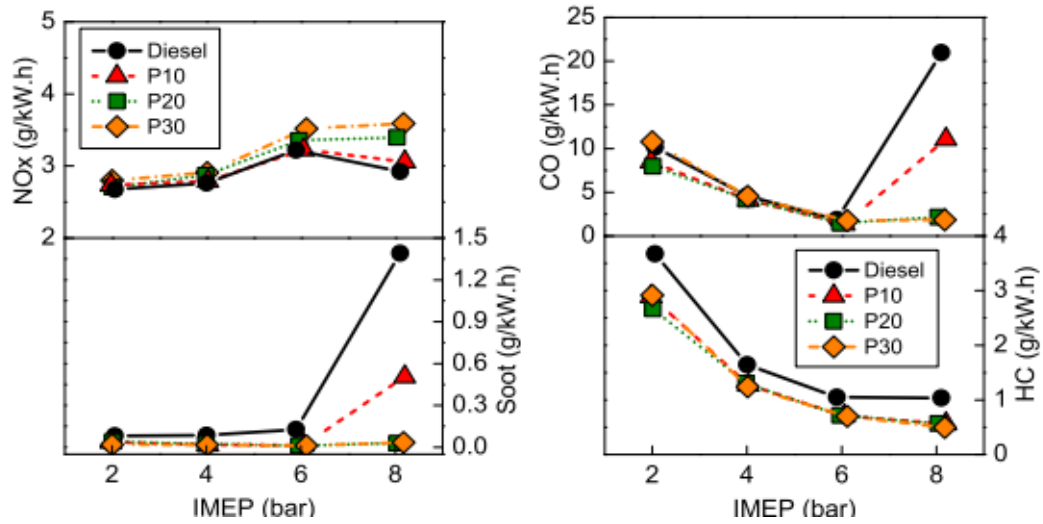 5
4
3
2
NOx (g/kW.h)
Diesel
P10
P20
P30
1.5
1.2
0.9
0.6
0.3
0.0
Soot (g/kW.h)
2 4 6 8
IMEP (bar)
25
20
15
10
5
0
CO (g/kW.h)
4
3
2
1
0
HC (g/kW.h)
Diesel
P10
P20
P30
2 4 6 8
IMEP (bar)